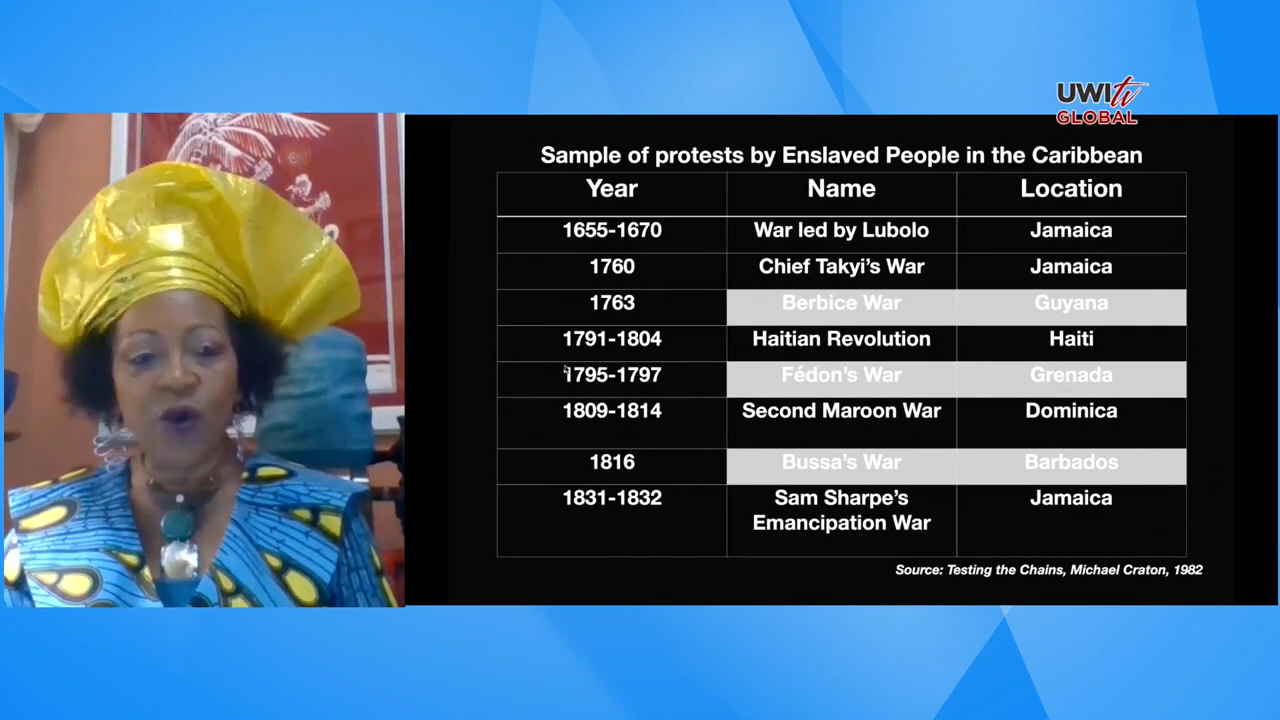 UWItv
GLOBAL
Sample of protests by Enslaved People in the Caribbean
Year Name Location
1655-1670 War led by Lubolo Jamaica
1760 Chief Takyi’s War Jamaica
1763 Berbice War Guyana
1791-1804 Haitian Revolution Haiti
1795-1797 Fédon’s War Grenada
1809-1814 Second Maroon War Dominica
1816 Bussa’s War Barbados
1831-1832 Sam Sharpe’s Jamaica
Emancipation War
Source: Testing the Chains, Michael Craton, 1982